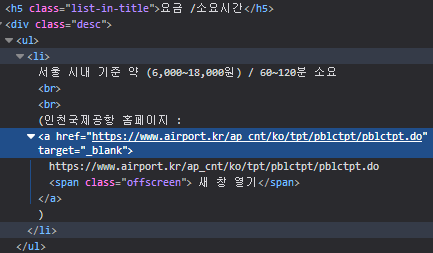 <h5 class="list-in-title">요금 /소요시간</h5>
<div class="desc">
<ul>
<li>
서울 시내 기준 약 (6,000~18,000원) / 60~120분 소요
<br>
<br>
(인천국제공항 홈페이지 :
<a href="https://www.airport.kr/ap_cnt/ko/tpt/pblctpt/pblctpt.do"
target="_blank">
https://www.airport.kr/ap_cnt/ko/tpt/pblctpt/pblctpt.do
<span class="offscreen"> 새 창 열기</span>
</a>
)
</li>
</ul>